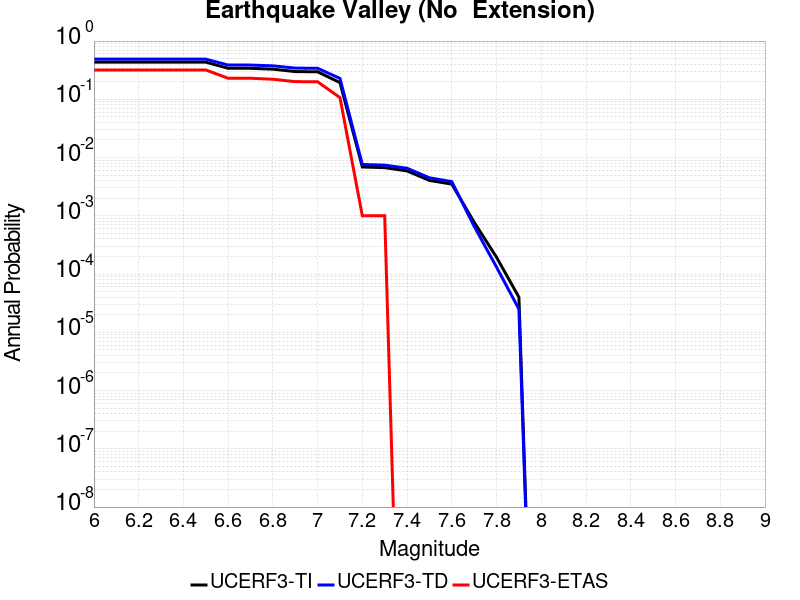 Earthquake Valley (No  Extension)
10^0
10^-1
10^-2
10^-3
10^-4
10^-5
10^-6
10^-7
10^-8
Annual Probability
6 6.2 6.4 6.6 6.8 7 7.2 7.4 7.6 7.8 8 8.2 8.4 8.6 8.8 9
Magnitude
UCERF3-TI UCERF3-TD UCERF3-ETAS